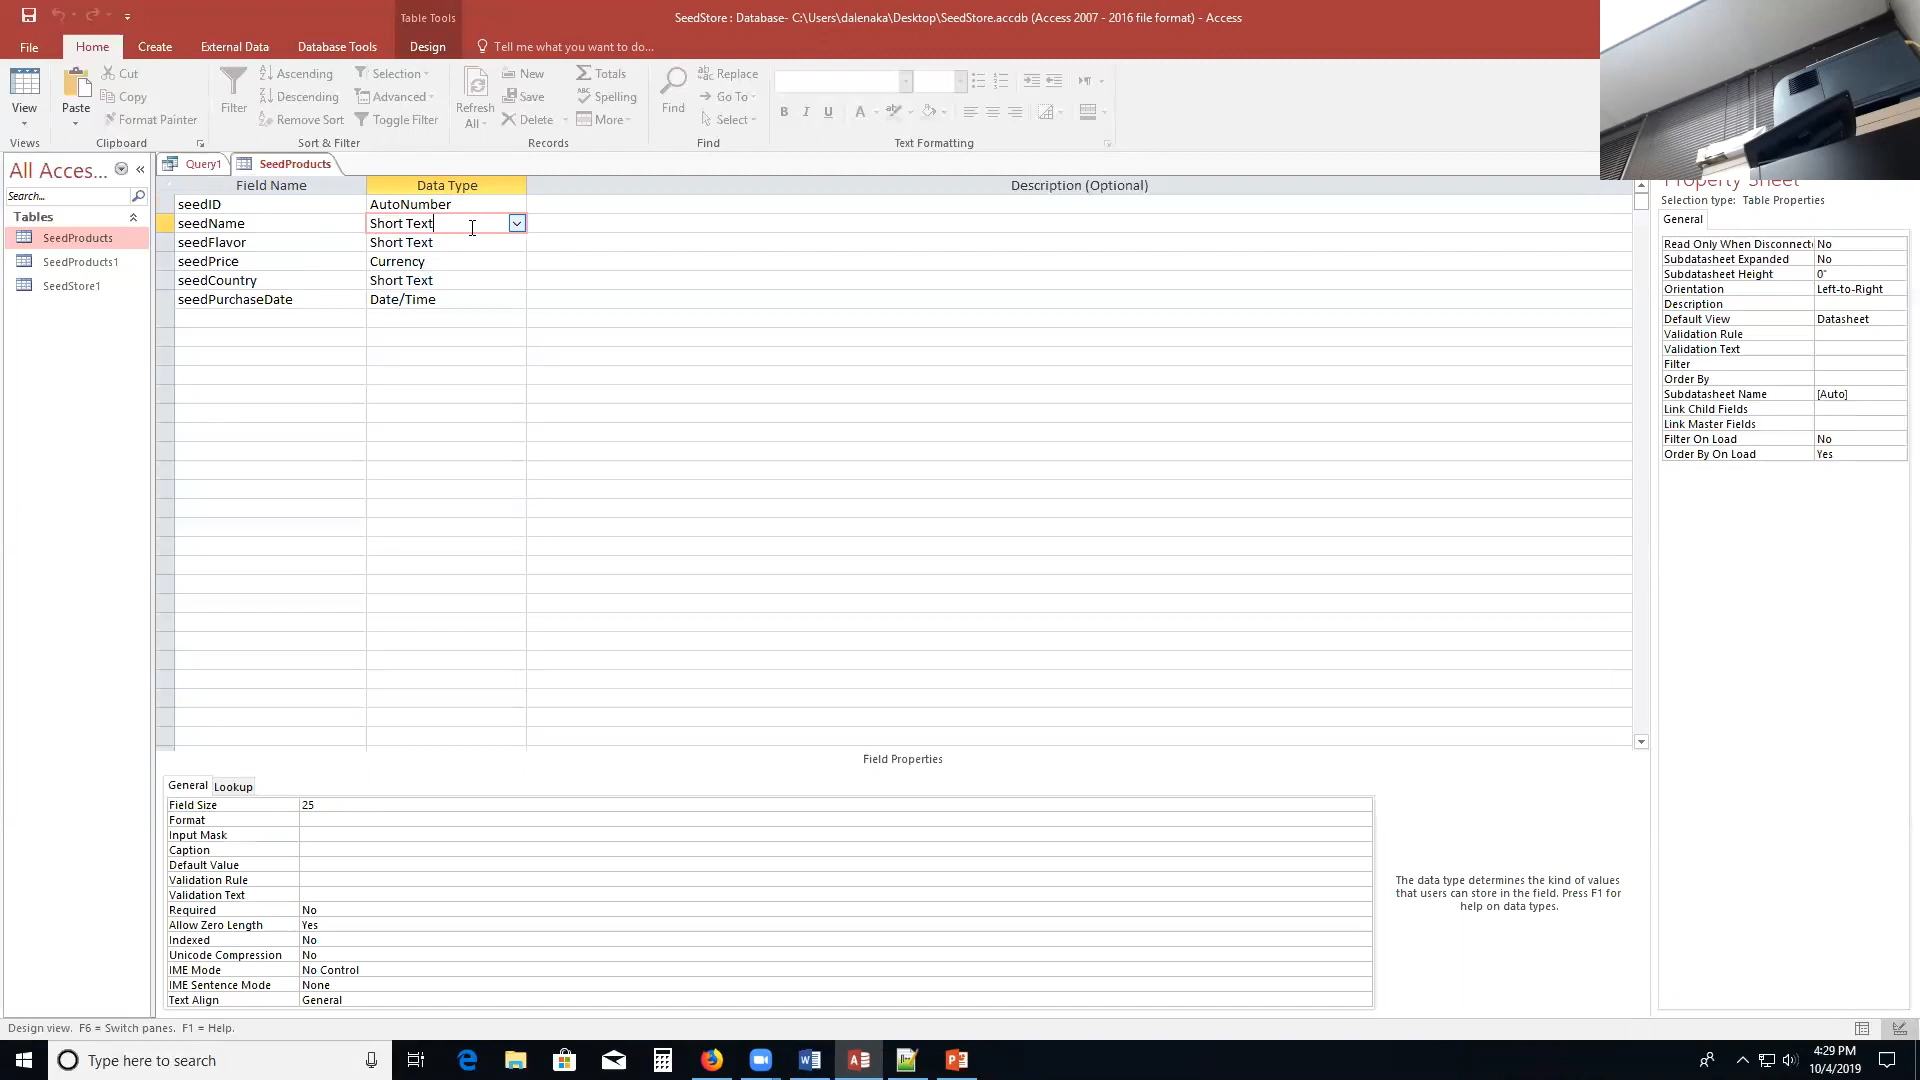 Table Tools
SeedStore : Database- C:\Users\dalenaka\Desktop\SeedStore.accdb (Access 2007 - 2016 file format) - Access
File Home Create External Data Database Tools Design Tell me what you want to do...
View
Views
Paste
Cut
Copy
Format Painter
Clipboard
Filter
Ascending
Descending
Remove Sort
Selection
Advanced
Toggle Filter
Sort & Filter
Refresh
All
New
Save
Delete
Totals
Spelling
More
Records
Find
Replace
Go To
Select
Find
B I U
A
Text Formatting
All Acces...
Search...
Tables
SeedProducts
SeedProducts1
SeedStore1
Query1 SeedProducts
Field Name Data Type Description (Optional)
seedID AutoNumber
seedName Short Text
seedFlavor Short Text
seedPrice Currency
seedCountry Short Text
seedPurchaseDate Date/Time
Field Properties
General Lookup
Field Size 25
Format
Input Mask
Caption
Default Value
Validation Rule
Validation Text
Required No
Allow Zero Length Yes
Indexed No
Unicode Compression No
IME Mode No Control
IME Sentence Mode None
Text Align General
The data type determines the kind of values
that users can store in the field. Press F1 for
help on data types.
Property Sheet
Selection type: Table Properties
General
Read Only When Disconnect No
Subdatasheet Expanded No
Subdatasheet Height 0"
Orientation Left-to-Right
Description
Default View Datasheet
Validation Rule
Validation Text
Filter
Order By
Subdatasheet Name [Auto]
Link Child Fields
Link Master Fields
Filter On Load No
Order By On Load Yes
Design view. F6 = Switch panes. F1 = Help.
Type here to search
4:29 PM
10/4/2019